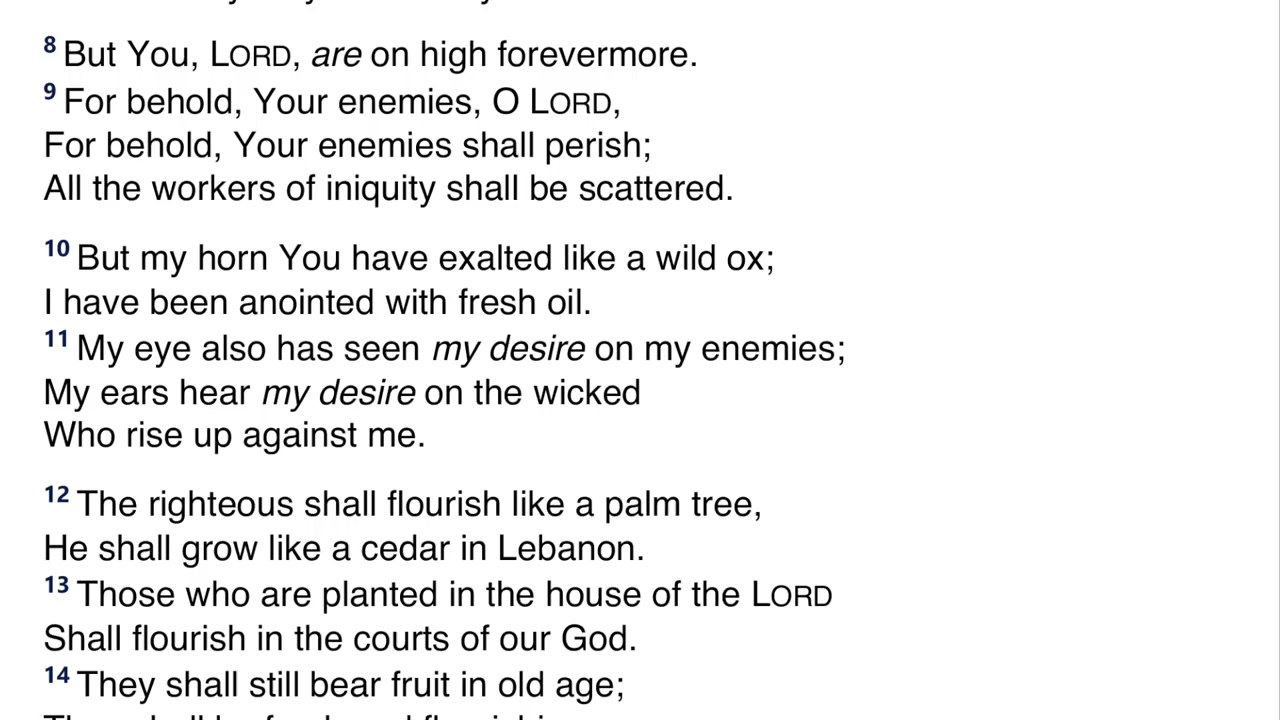 8 But You, LORD, are on high forevermore.
9 For behold, Your enemies, O LORD,
For behold, Your enemies shall perish;
All the workers of iniquity shall be scattered.
10 But my horn You have exalted like a wild ox;
I have been anointed with fresh oil.
11 My eye also has seen my desire on my enemies;
My ears hear my desire on the wicked
Who rise up against me.
12 The righteous shall flourish like a palm tree,
He shall grow like a cedar in Lebanon.
13 Those who are planted in the house of the LORD
Shall flourish in the courts of our God.
14 They shall still bear fruit in old age;